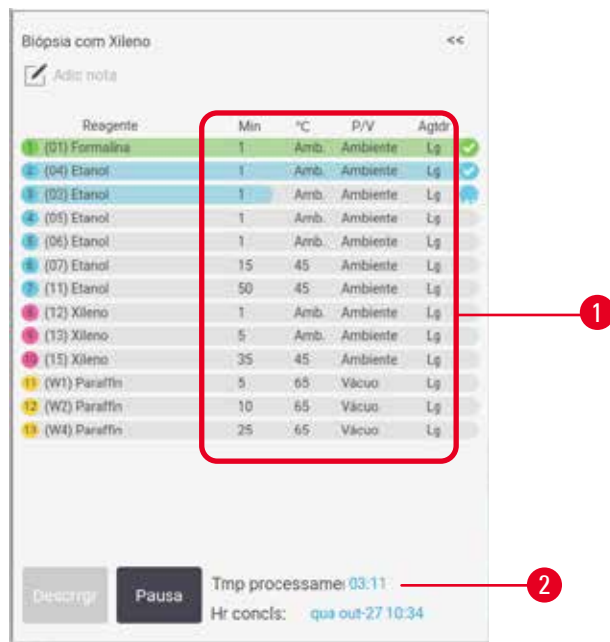 Biópsia com Xileno <<
Adic nota
Reagente Min °C P/V Agtdr
1 (01) Formalina 1 Amb. Ambiente Lg
2 (04) Etanol 1 Amb. Ambiente Lg
3 (03) Etanol 1 Amb. Ambiente Lg
4 (05) Etanol 1 Amb. Ambiente Lg
5 (06) Etanol 1 Amb. Ambiente Lg
6 (07) Etanol 15 45 Ambiente Lg
7 (11) Etanol 50 45 Ambiente Lg
8 (12) Xileno 1 Amb. Ambiente Lg
9 (13) Xileno 5 Amb. Ambiente Lg
10 (15) Xileno 35 45 Ambiente Lg
11 (W1) Paraffin 5 65 Vácuo Lg
12 (W2) Paraffin 10 65 Vácuo Lg
13 (W4) Paraffin 25 65 Vácuo Lg
1
Descrrgr Pausa Tmp processame 03:11
2
Hr concls: qua out-27 10:34